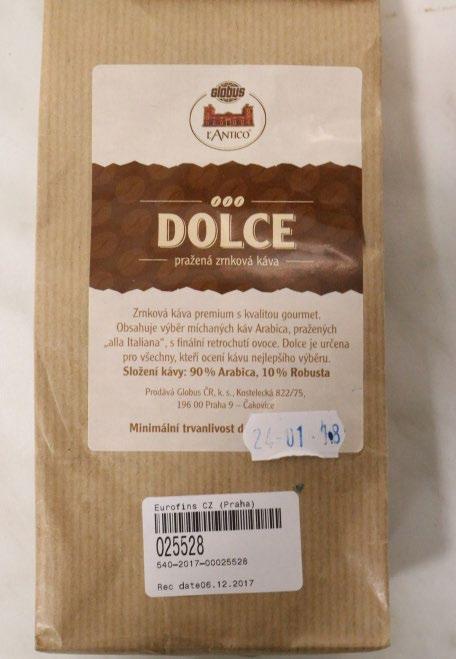 GLOBUS
L'ANTICO
DOLCE
pražená zrnková káva
Zrnková káva premium s kvalitou gourmet.
Obsahuje výběr míchaných káv Arabica, pražených
„alla Italiana", s finální retrochutí ovoce. Dolce je určena
pro všechny, kteří ocení kávu nejlepšího výběru.
Složení kávy: 90 % Arabica, 10 % Robusta
Prodává Globus ČR, k. s., Kostelecká 822/75,
196 00 Praha 9 – Čakovice
Minimální trvanlivost d
24-01-18
Eurofins CZ (Praha)
025528
540-2017-00025528
Rec date06.12.2017